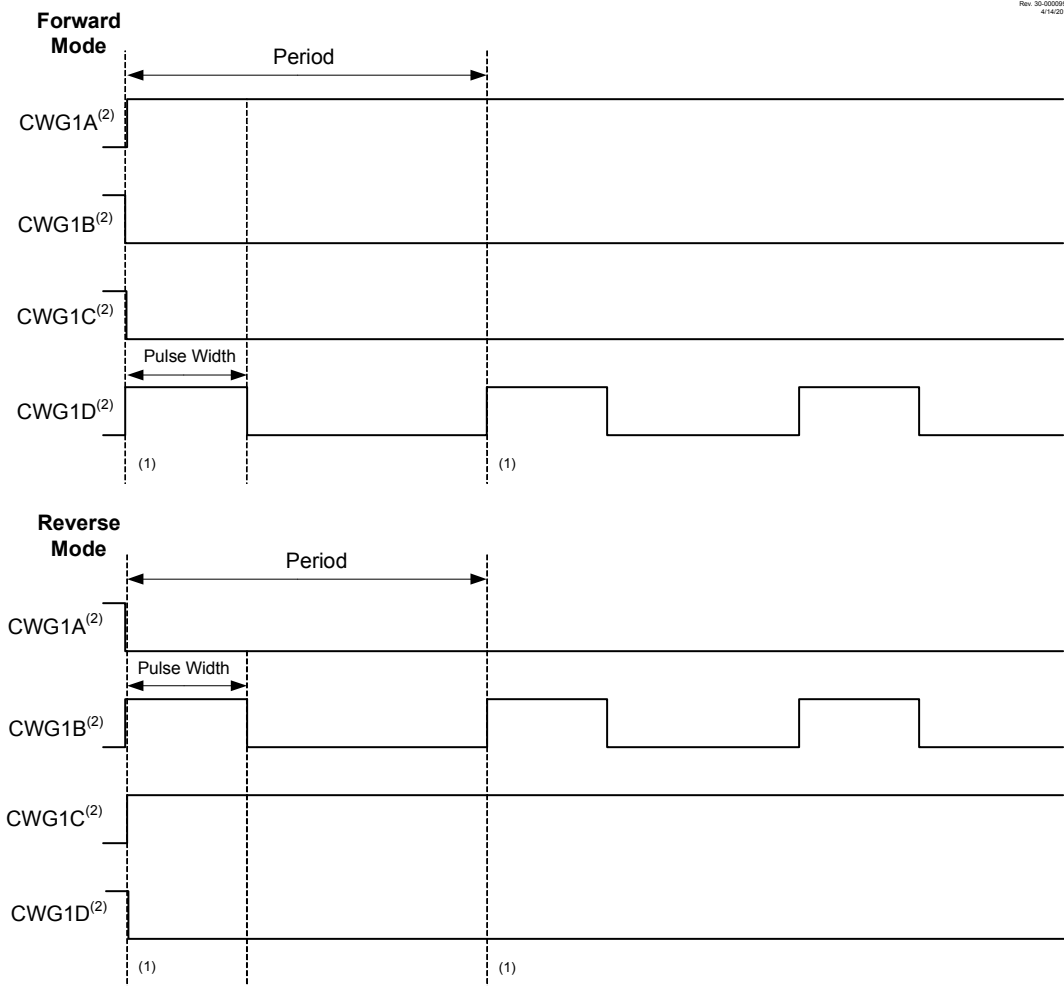 Rev. 30-000099
4/14/20
Forward
Mode
Period
CWG1A(2)
CWG1B(2)
CWG1C(2)
Pulse Width
CWG1D(2)
(1)
(1)
Reverse
Mode
Period
CWG1A(2)
Pulse Width
CWG1B(2)
CWG1C(2)
CWG1D(2)
(1)
(1)